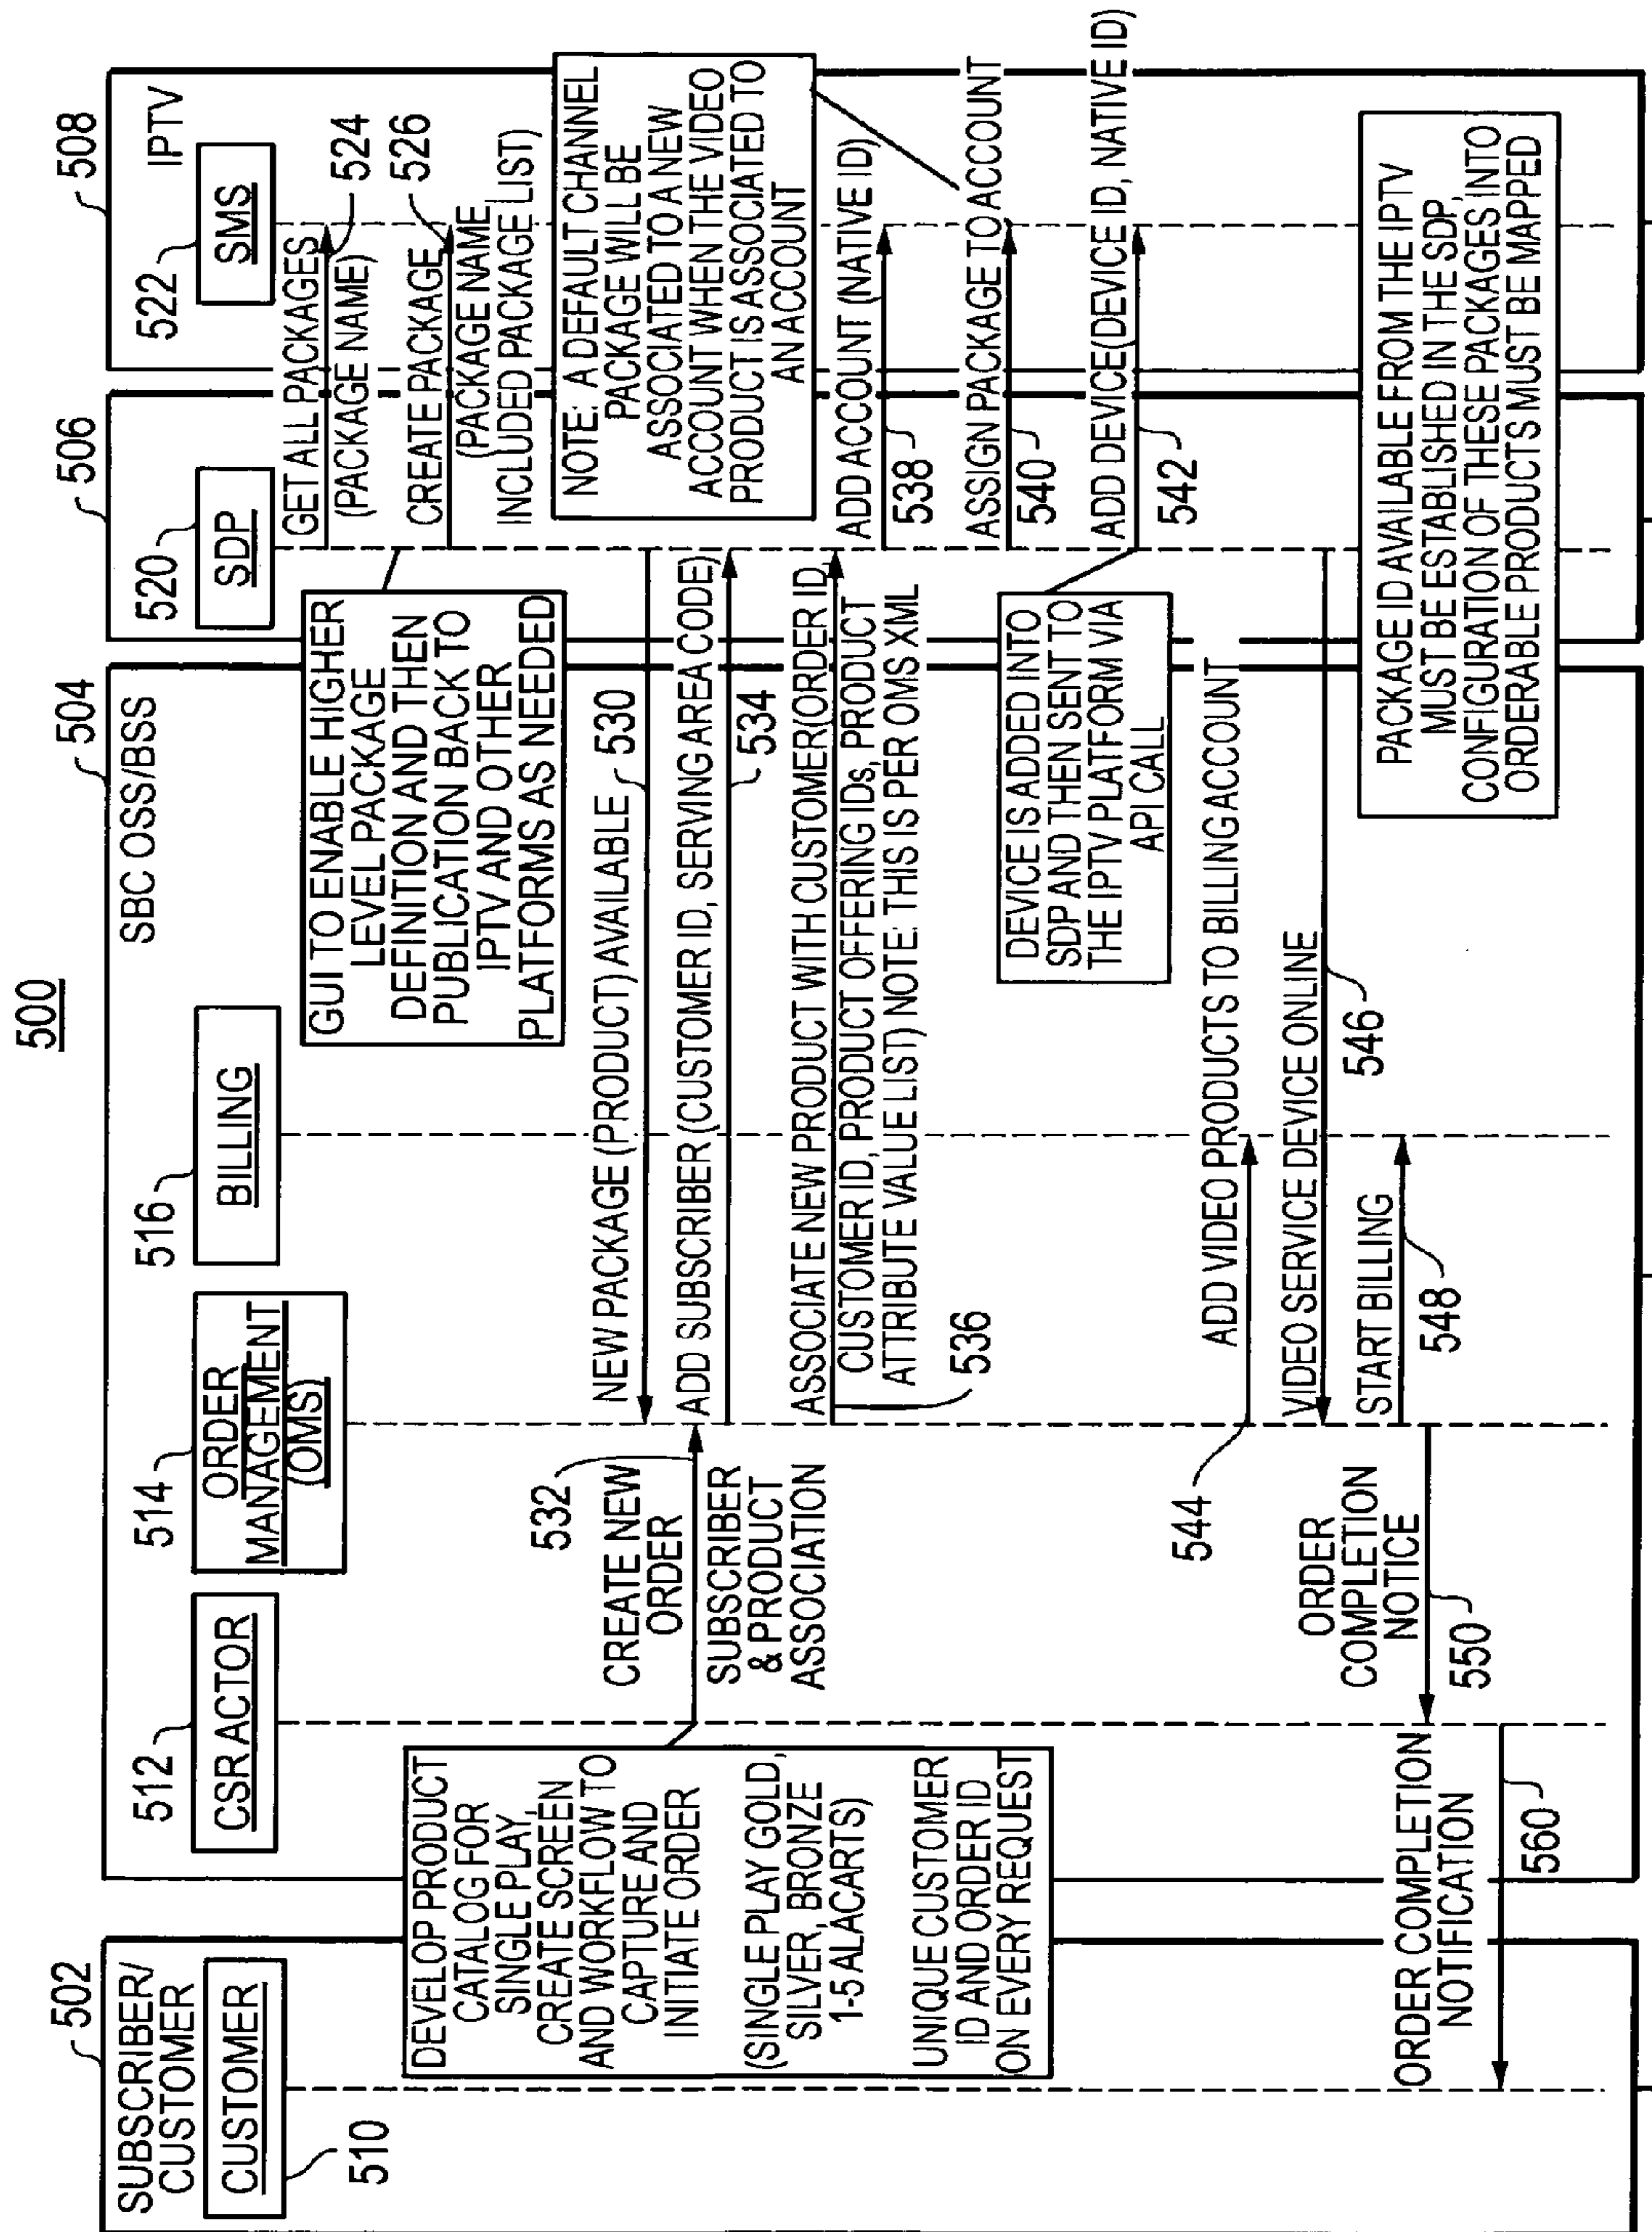 500
502
SUBSCRIBER/
CUSTOMER
CUSTOMER
510
504
SBC OSS/BSS
512
CSR ACTOR
514
ORDER
MANAGEMENT
(OMS)
516
BILLING
506
520
SDP
508
IPTV
522
SMS
GET ALL PACKAGES
(PACKAGE NAME)
524
CREATE PACKAGE
526
(PACKAGE NAME
INCLUDED PACKAGE LIST)
GUI TO ENABLE HIGHER
LEVEL PACKAGE
DEFINITION AND THEN
PUBLICATION BACK TO
IPTV AND OTHER
PLATFORMS AS NEEDED
NOTE: A DEFAULT CHANNEL
PACKAGE WILL BE
ASSOCIATED TO A NEW
ACCOUNT WHEN THE VIDEO
PRODUCT IS ASSOCIATED TO
AN ACCOUNT
DEVELOP PRODUCT
CATALOG FOR
SINGLE PLAY,
CREATE SCREEN
AND WORKFLOW TO
CAPTURE AND
INITIATE ORDER
(SINGLE PLAY GOLD,
SILVER, BRONZE
1-5 ALACARTS)
UNIQUE CUSTOMER
ID AND ORDER ID
ON EVERY REQUEST
532
CREATE NEW
ORDER
SUBSCRIBER
& PRODUCT
ASSOCIATION
NEW PACKAGE (PRODUCT) AVAILABLE
530
ADD SUBSCRIBER (CUSTOMER ID, SERVING AREA CODE)
534
ASSOCIATE NEW PRODUCT WITH CUSTOMER(ORDER ID,
CUSTOMER ID, PRODUCT OFFERING IDs, PRODUCT
ATTRIBUTE VALUE LIST) NOTE: THIS IS PER OMS XML
536
ADD ACCOUNT (NATIVE ID)
538
ASSIGN PACKAGE TO ACCOUNT
540
ADD DEVICE(DEVICE ID, NATIVE ID)
542
DEVICE IS ADDED INTO
SDP AND THEN SENT TO
THE IPTV PLATFORM VIA
API CALL
ADD VIDEO PRODUCTS TO BILLING ACCOUNT
544
VIDEO SERVICE DEVICE ONLINE
546
START BILLING
548
ORDER
COMPLETION
NOTICE
550
ORDER COMPLETION
NOTIFICATION
560
PACKAGE ID AVAILABLE FROM THE IPTV
MUST BE ESTABLISHED IN THE SDP,
CONFIGURATION OF THESE PACKAGES INTO
ORDERABLE PRODUCTS MUST BE MAPPED